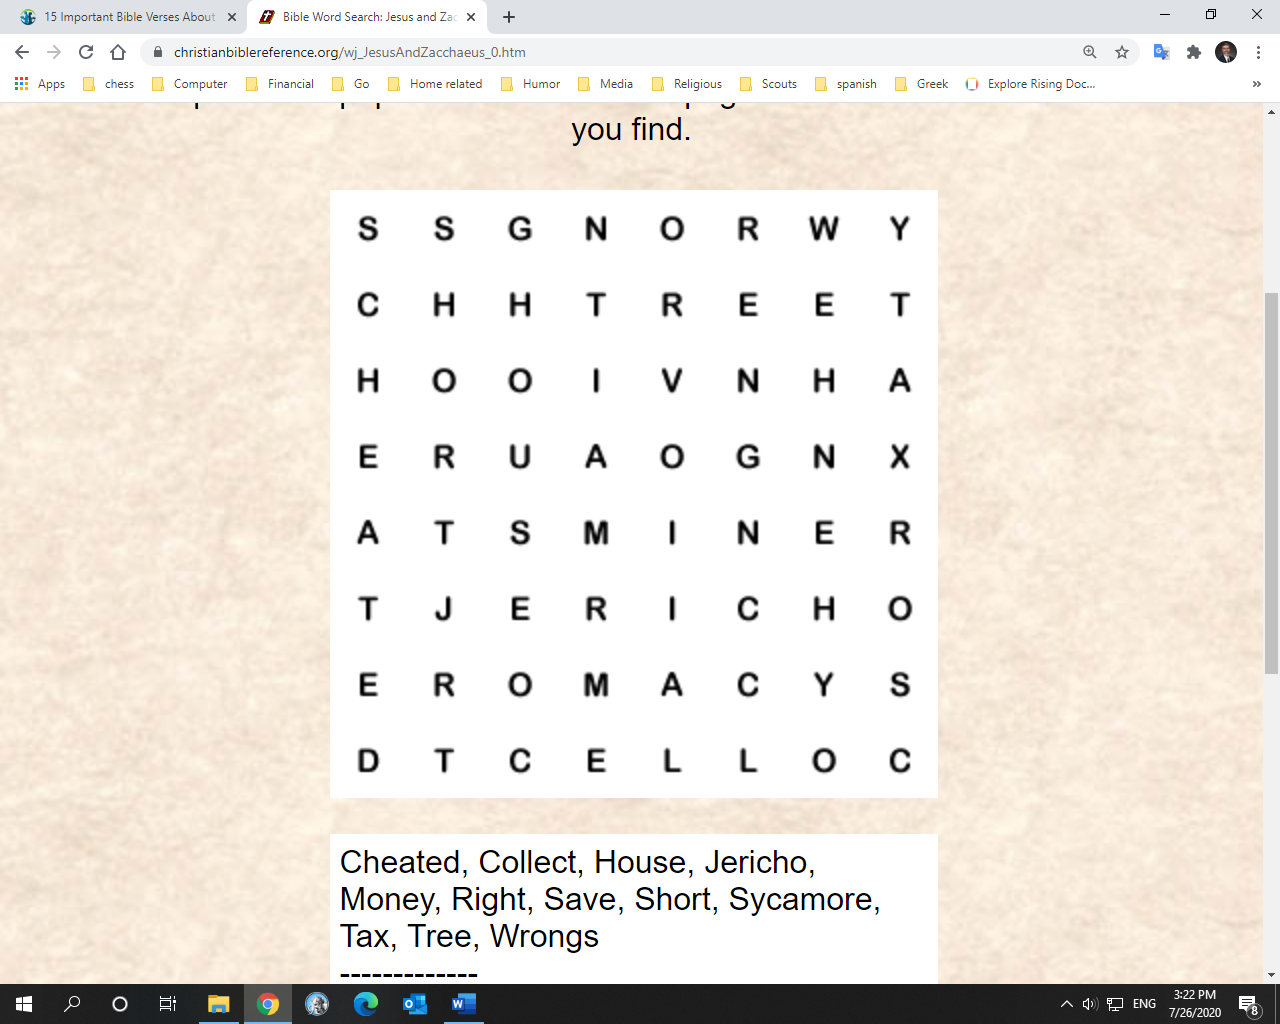 15 Important Bible Verses About
Bible Word Search: Jesus and Zac
christianbiblereference.org/wj_JesusAndZacchaeus_0.htm
Apps chess Computer Financial Go Home related Humor Media Religious Scouts spanish Greek Explore Rising Doc... »
you find.
S S G N O R W Y
C H H T R E E T
H O O I V N H A
E R U A O G N X
A T S M I N E R
T J E R I C H O
E R O M A C Y S
D T C E L L O C
Cheated, Collect, House, Jericho,
Money, Right, Save, Short, Sycamore,
Tax, Tree, Wrongs
-------------
ENG
3:22 PM
7/26/2020
8